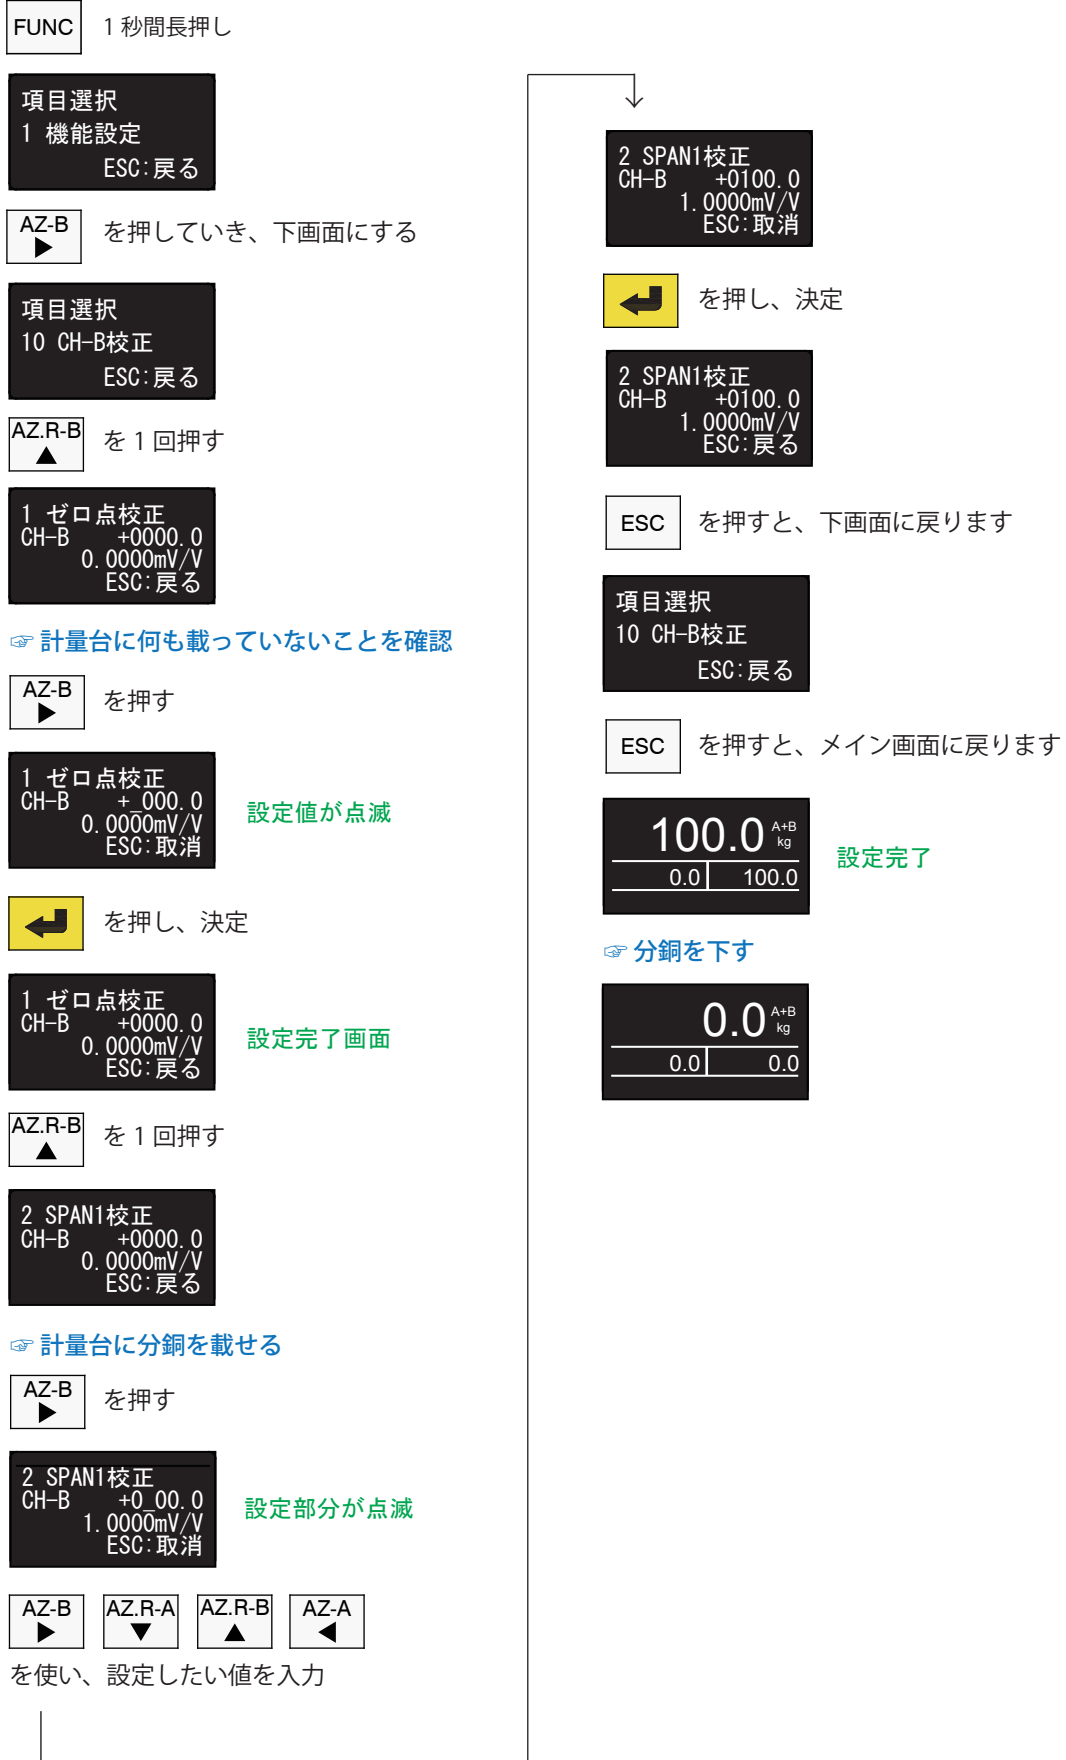 FUNC 1 秒間長押し
項目選択
1 機能設定
ESC:戻る
AZ-B を押していき、下画面にする
項目選択
10 CH-B校正
ESC:戻る
AZ.R-B を 1 回押す
1 ゼロ点校正
CH-B +0000.0
0.0000mV/V
ESC:戻る
☞ 計量台に何も載っていないことを確認
AZ-B を押す
1 ゼロ点校正
CH-B +_000.0
0.0000mV/V
ESC:取消
設定値が点滅
を押し、決定
1 ゼロ点校正
CH-B +0000.0
0.0000mV/V
ESC:戻る
設定完了画面
AZ.R-B を 1 回押す
2 SPAN1校正
CH-B +0000.0
0.0000mV/V
ESC:戻る
☞ 計量台に分銅を載せる
AZ-B を押す
2 SPAN1校正
CH-B +0_00.0
1.0000mV/V
ESC:取消
設定部分が点滅
AZ-B AZ.R-A AZ.R-B AZ-A
を使い、設定したい値を入力
2 SPAN1校正
CH-B +0100.0
1.0000mV/V
ESC:取消
を押し、決定
2 SPAN1校正
CH-B +0100.0
1.0000mV/V
ESC:戻る
ESC を押すと、下画面に戻ります
項目選択
10 CH-B校正
ESC:戻る
ESC を押すと、メイン画面に戻ります
100.0 A+B
kg
0.0 100.0
設定完了
☞ 分銅を下す
0.0 A+B
kg
0.0 0.0